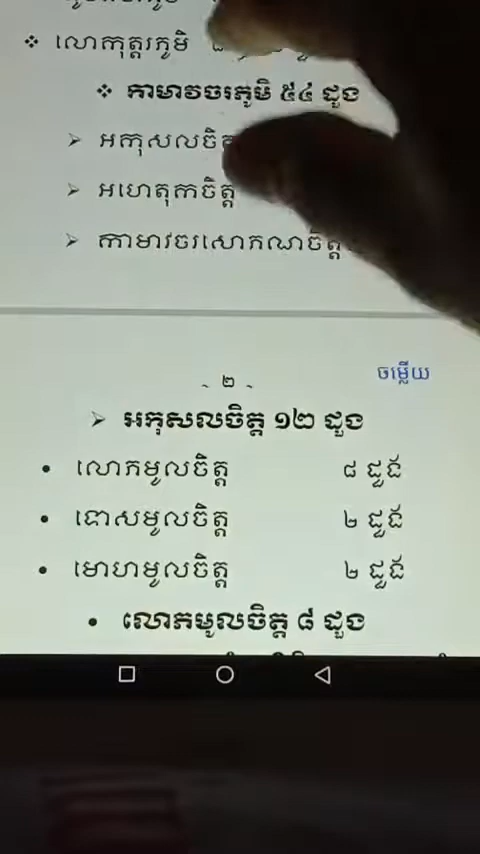 ❖ លោកុត្តរភូមិ
❖ កាមាវចរភូមិ ៥៤ ដួង
➢ អកុសលចិត្ត
➢ អហេតុកចិត្ត
➢ កាមាវចរសោភណចិត្ត
~ ២ ~
ចម្លើយ
➢ អកុសលចិត្ត ១២ ដួង
• លោភមូលចិត្ត ៨ ដួង
• ទោសមូលចិត្ត ២ ដួង
• មោហមូលចិត្ត ២ ដួង
• លោភមូលចិត្ត ៨ ដួង